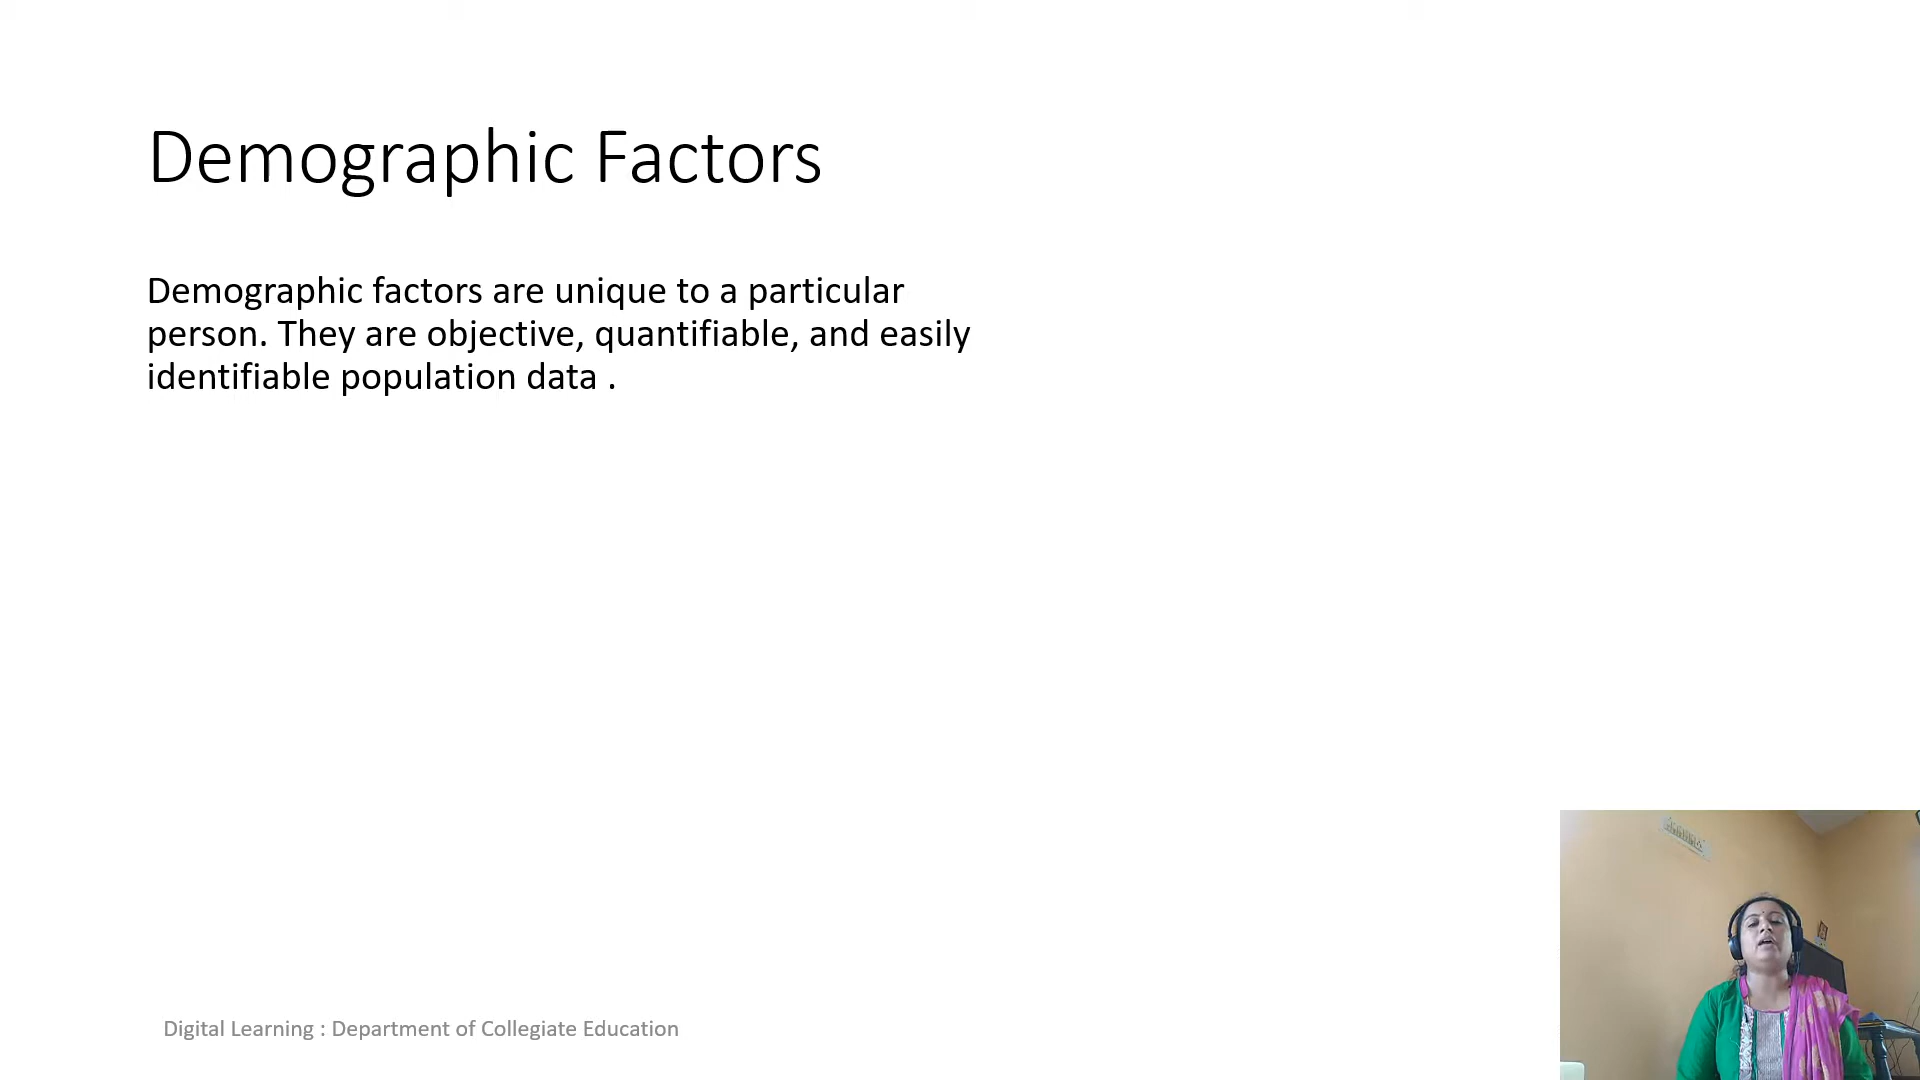 Demographic Factors
Demographic factors are unique to a particular
person. They are objective, quantifiable, and easily
identifiable population data .
Digital Learning : Department of Collegiate Education